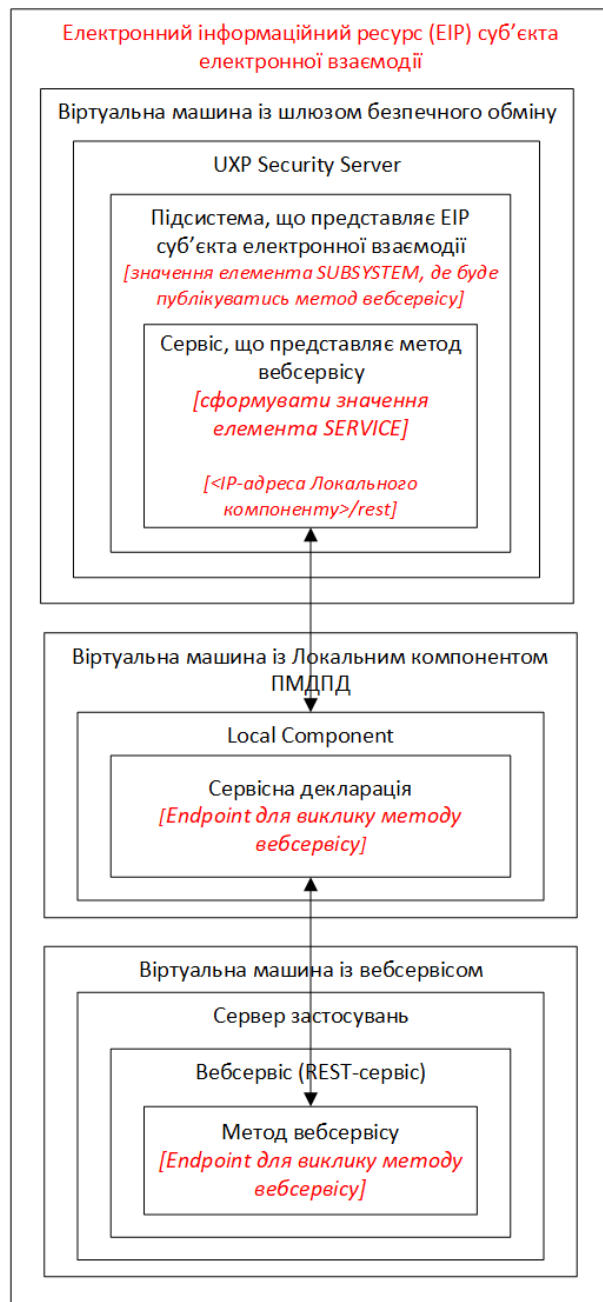 Електронний інформаційний ресурс (ЕІР) суб’єкта
електронної взаємодії
Віртуальна машина із шлюзом безпечного обміну
UXP Security Server
Підсистема, що представляє ЕІР
суб’єкта електронної взаємодії
[значення елемента SUBSYSTEM, де буде
публікуватись метод вебсервісу]
Сервіс, що представляє метод
вебсервісу
[сформувати значення
елемента SERVICE]
[<IP-адреса Локального
компоненту>/rest]
Віртуальна машина із Локальним компонентом
ПМДПД
Local Component
Сервісна декларація
[Endpoint для виклику методу
вебсервісу]
Віртуальна машина із вебсервісом
Сервер застосувань
Вебсервіс (REST-сервіс)
Метод вебсервісу
[Endpoint для виклику методу
вебсервісу]